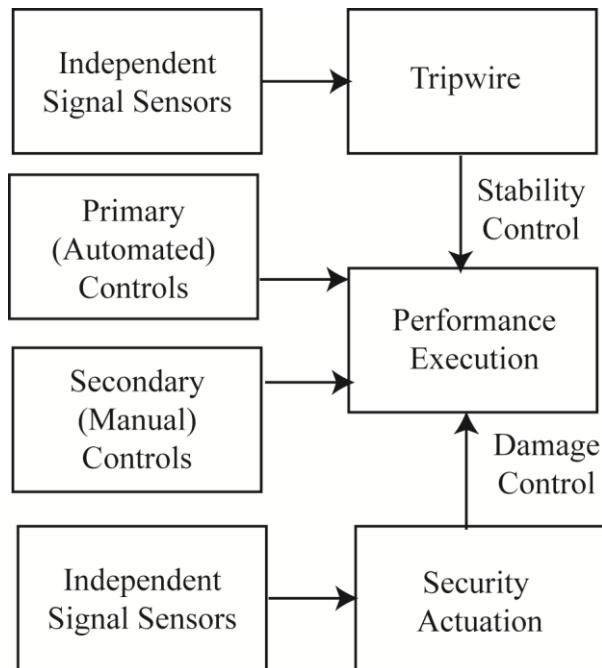 Independent
Signal Sensors
Tripwire
Stability
Control
Primary
(Automated)
Controls
Performance
Execution
Secondary
(Manual)
Controls
Damage
Control
Independent
Signal Sensors
Security
Actuation